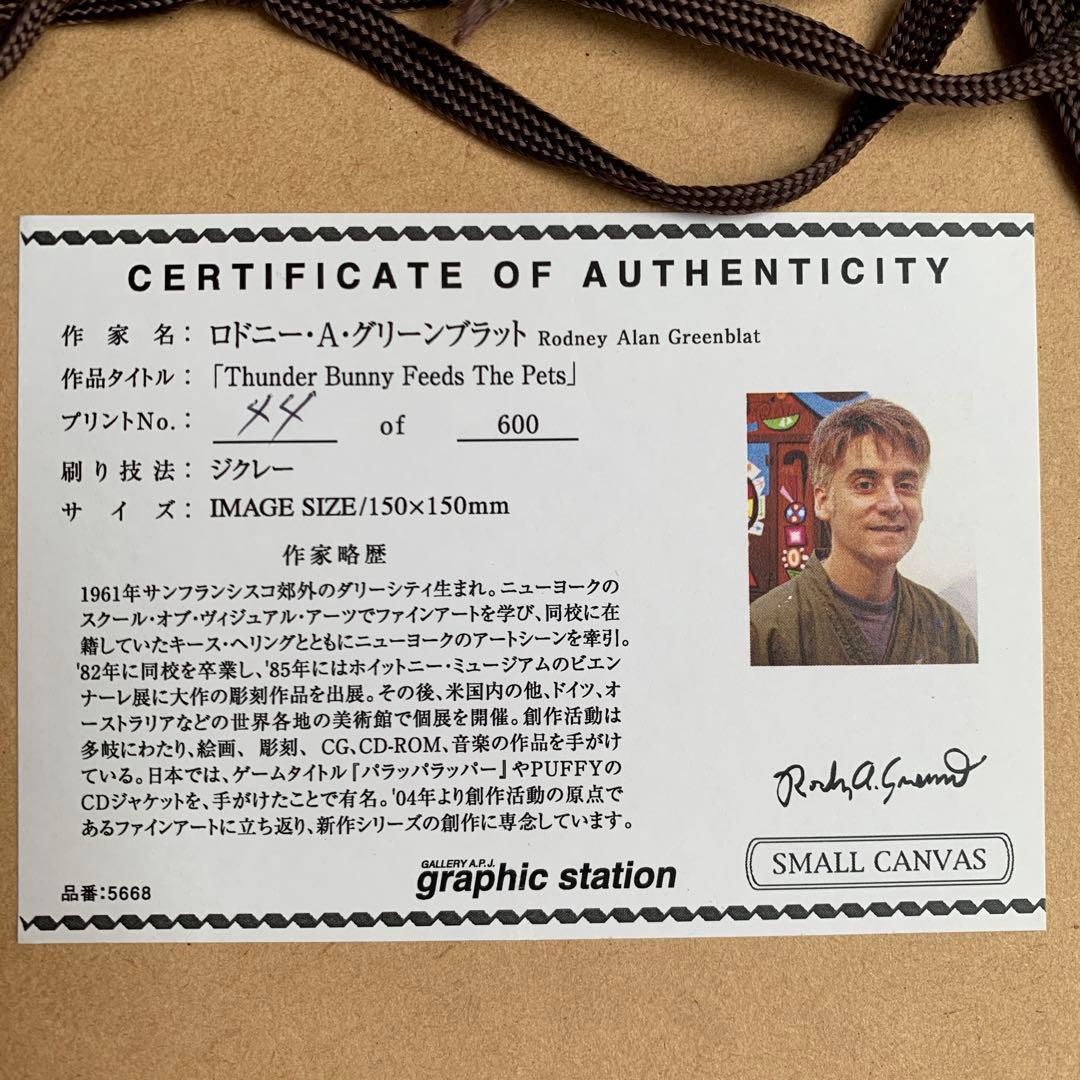 CERTIFICATE OF AUTHENTICITY
作家名：ロドニー・A・グリーンブラット Rodney Alan Greenblat
作品タイトル：「Thunder Bunny Feeds The Pets」
プリントNo.：44 of 600
刷り技法：ジクレー
サイズ：IMAGE SIZE/150×150mm
作家略歴
1961年サンフランシスコ郊外のダリーシティ生まれ。ニューヨークの
スクール・オブ・ヴィジュアル・アーツでファインアートを学び、同校に在
籍していたキース・ヘリングとともにニューヨークのアートシーンを牽引。
'82年に同校を卒業し、'85年にはホイットニー・ミュージアムのビエン
ナーレ展に大作の彫刻作品を出展。その後、米国内の他、ドイツ、オ
ーストラリアなどの世界各地の美術館で個展を開催。創作活動は
多岐にわたり、絵画、彫刻、CG、CD-ROM、音楽の作品を手がけ
ている。日本では、ゲームタイトル『パラッパラッパー』やPUFFYの
CDジャケットを、手がけたことで有名。'04年より創作活動の原点で
あるファインアートに立ち返り、新作シリーズの創作に専念しています。
SMALL CANVAS
GALLERY A.P.J.
graphic station
品番：5668